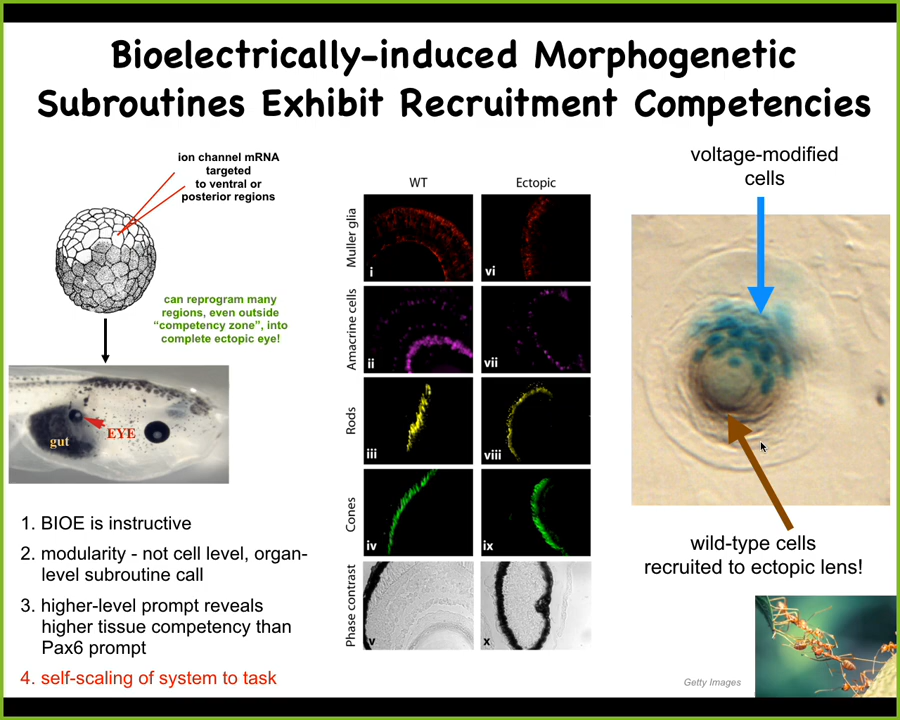 Bioelectrically-induced Morphogenetic
Subroutines Exhibit Recruitment Competencies
ion channel mRNA
targeted
to ventral or
posterior regions
can reprogram many
regions, even outside
“competency zone”, into
complete ectopic eye!
gut
EYE
1. BIOE is instructive
2. modularity - not cell level, organ-
level subroutine call
3. higher-level prompt reveals
higher tissue competency than
Pax6 prompt
4. self-scaling of system to task
WT
Ectopic
Muller glia
i
vi
Amacrine cells
ii
vii
Rods
iii
viii
Cones
iv
ix
Phase contrast
v
x
voltage-modified
cells
wild-type cells
recruited to ectopic lens!
Getty Images